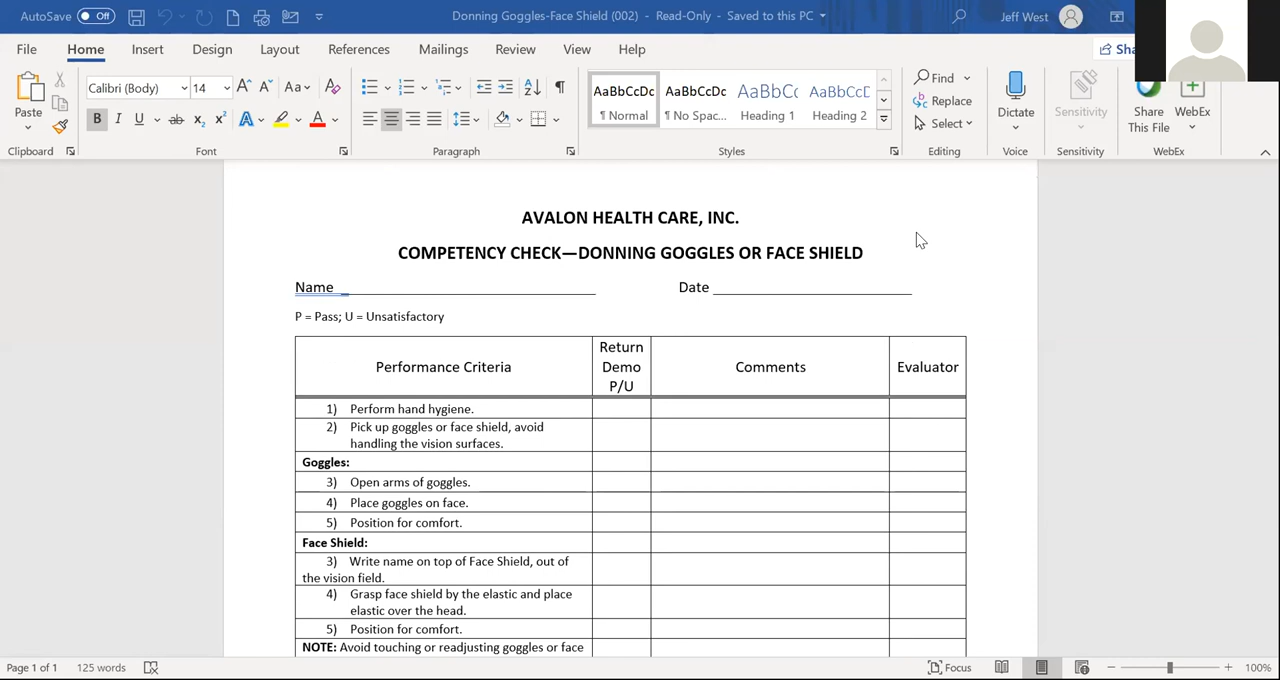 AutoSave Off Donning Goggles-Face Shield (002) - Read-Only - Saved to this PC Jeff West
File Home Insert Design Layout References Mailings Review View Help
Paste
Calibri (Body) 14
AaBbCcDc AaBbCcDc AaBbCc AaBbCcD
¶ Normal ¶ No Spac... Heading 1 Heading 2
Find
Replace
Select
Dictate
Sensitivity
Share
This File
WebEx
Clipboard Font Paragraph Styles Editing Voice Sensitivity WebEx
AVALON HEALTH CARE, INC.
COMPETENCY CHECK—DONNING GOGGLES OR FACE SHIELD
Name Date
P = Pass; U = Unsatisfactory
Performance Criteria
Return
Demo
P/U
Comments
Evaluator
1) Perform hand hygiene.
2) Pick up goggles or face shield, avoid
handling the vision surfaces.
Goggles:
3) Open arms of goggles.
4) Place goggles on face.
5) Position for comfort.
Face Shield:
3) Write name on top of Face Shield, out of
the vision field.
4) Grasp face shield by the elastic and place
elastic over the head.
5) Position for comfort.
NOTE: Avoid touching or readjusting goggles or face
Page 1 of 1 125 words Focus 100%